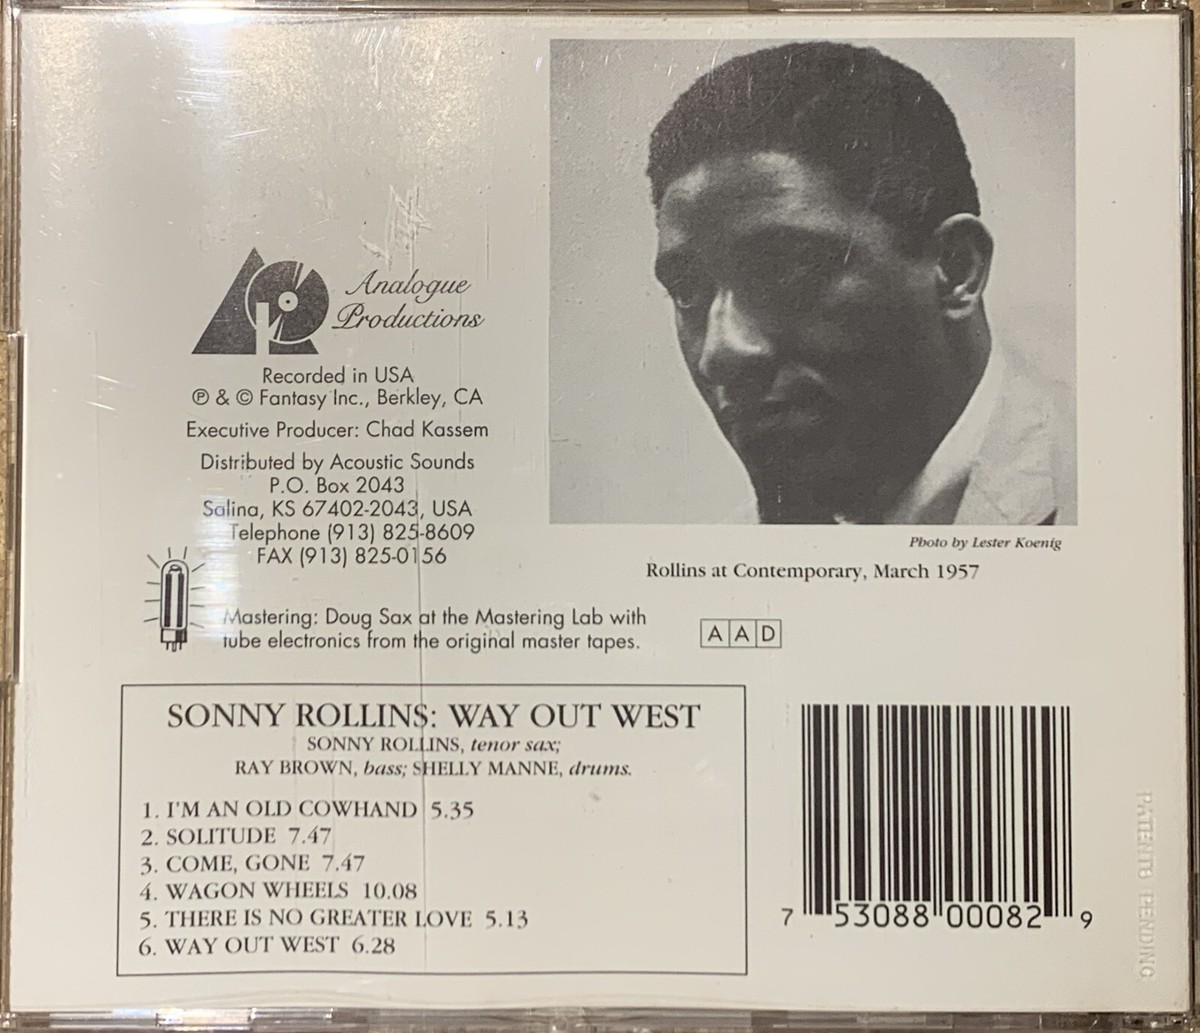 Analogue
Productions
Recorded in USA
℗ & © Fantasy Inc., Berkley, CA
Executive Producer: Chad Kassem
Distributed by Acoustic Sounds
P.O. Box 2043
Salina, KS 67402-2043, USA
Telephone (913) 825-8609
FAX (913) 825-0156
Photo by Lester Koenig
Rollins at Contemporary, March 1957
Mastering: Doug Sax at the Mastering Lab with
tube electronics from the original master tapes.
A A D
SONNY ROLLINS: WAY OUT WEST
SONNY ROLLINS, tenor sax;
RAY BROWN, bass; SHELLY MANNE, drums.
1. I'M AN OLD COWHAND 5.35
2. SOLITUDE 7.47
3. COME, GONE 7.47
4. WAGON WHEELS 10.08
5. THERE IS NO GREATER LOVE 5.13
6. WAY OUT WEST 6.28
7 53088 00082 9
PATENTS PENDING